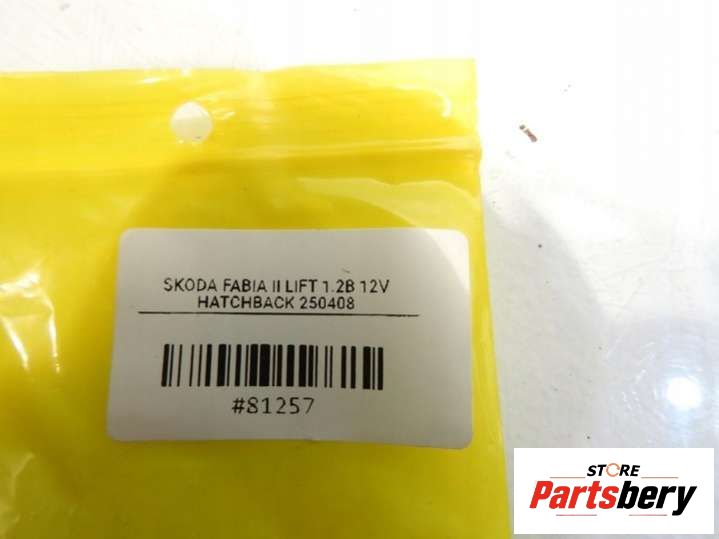 SKODA FABIA II LIFT 1.2B 12V
HATCHBACK 250408
#81257
STORE
Partsbery